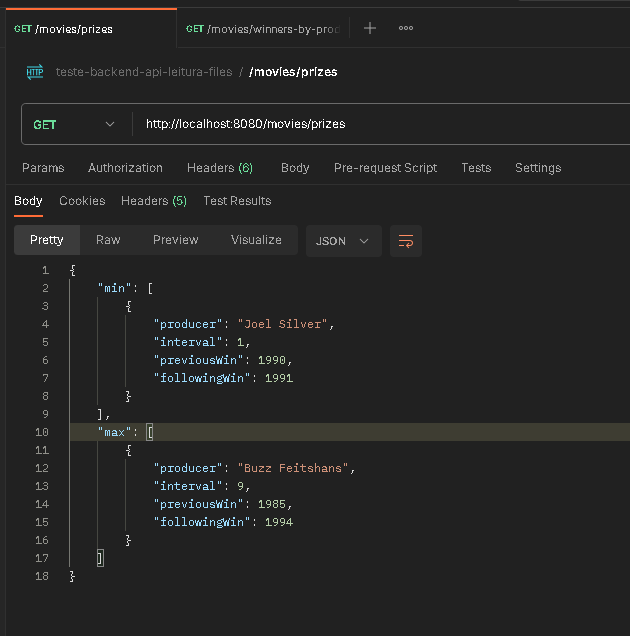 GET /movies/prizes GET /movies/winners-by-prod
HTTP teste-backend-api-leitura-files / /movies/prizes
GET http://localhost:8080/movies/prizes
Params Authorization Headers (6) Body Pre-request Script Tests Settings
Body Cookies Headers (5) Test Results
Pretty Raw Preview Visualize JSON
1 {
2 "min": [
3 {
4 "producer": "Joel Silver",
5 "interval": 1,
6 "previousWin": 1990,
7 "followingWin": 1991
8 }
9 ],
10 "max": [
11 {
12 "producer": "Buzz Feitshans",
13 "interval": 9,
14 "previousWin": 1985,
15 "followingWin": 1994
16 }
17 ]
18 }